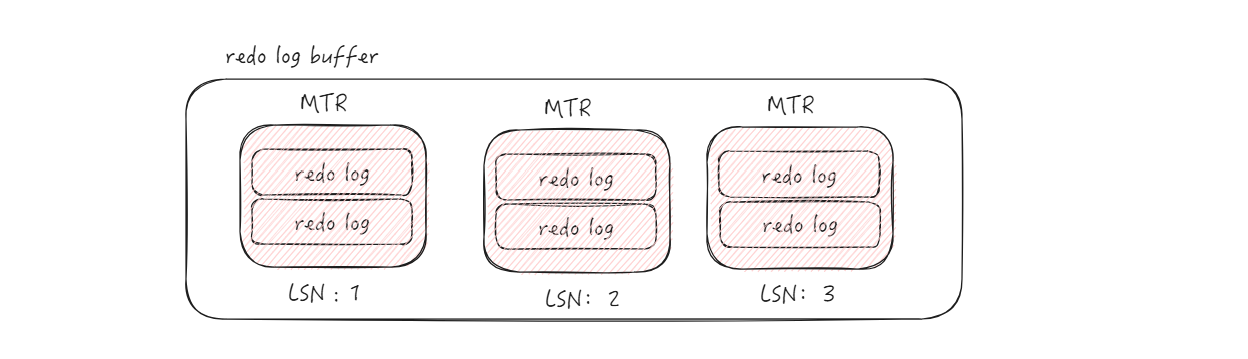 redo log buffer
MTR
MTR
MTR
redo log
redo log
redo log
redo log
redo log
redo log
LSN : 1
LSN: 2
LSN: 3